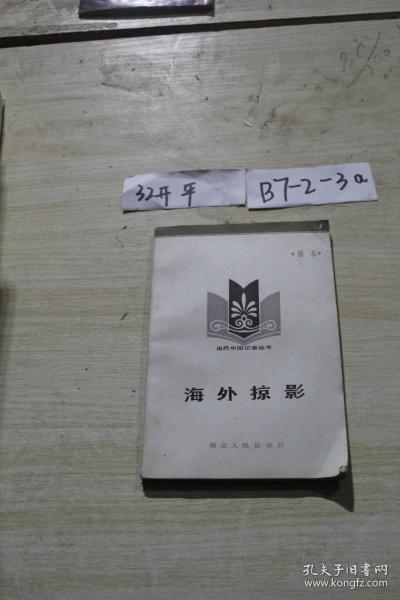 32开平
B7-2-3a
当代中国记者丛书
海外掠影
湖北人民出版社
孔夫子旧书网
www.kongfz.com